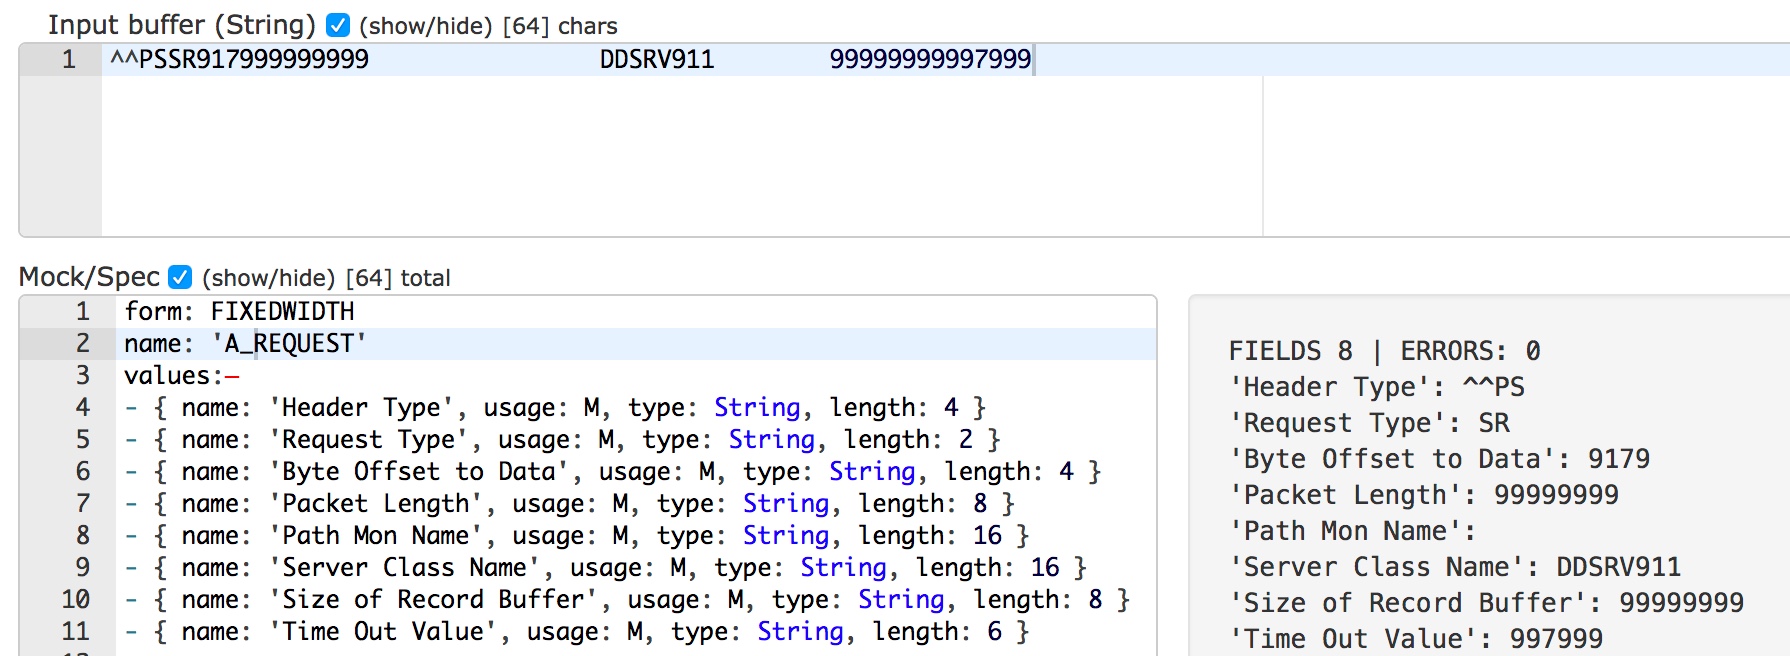 Input buffer (String) (show/hide) [64] chars
1 ^^PSSR917999999999                DDSRV911        99999999997999
Mock/Spec (show/hide) [64] total
1 form: FIXEDWIDTH
2 name: 'A_REQUEST'
3 values:–
4 - { name: 'Header Type', usage: M, type: String, length: 4 }
5 - { name: 'Request Type', usage: M, type: String, length: 2 }
6 - { name: 'Byte Offset to Data', usage: M, type: String, length: 4 }
7 - { name: 'Packet Length', usage: M, type: String, length: 8 }
8 - { name: 'Path Mon Name', usage: M, type: String, length: 16 }
9 - { name: 'Server Class Name', usage: M, type: String, length: 16 }
10 - { name: 'Size of Record Buffer', usage: M, type: String, length: 8 }
11 - { name: 'Time Out Value', usage: M, type: String, length: 6 }
FIELDS 8 | ERRORS: 0
'Header Type': ^^PS
'Request Type': SR
'Byte Offset to Data': 9179
'Packet Length': 99999999
'Path Mon Name':
'Server Class Name': DDSRV911
'Size of Record Buffer': 99999999
'Time Out Value': 997999